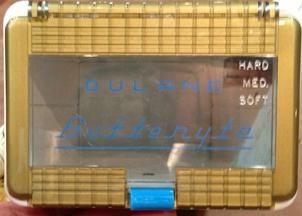 DULANE
HARD
MED.
SOFT
Butteryte